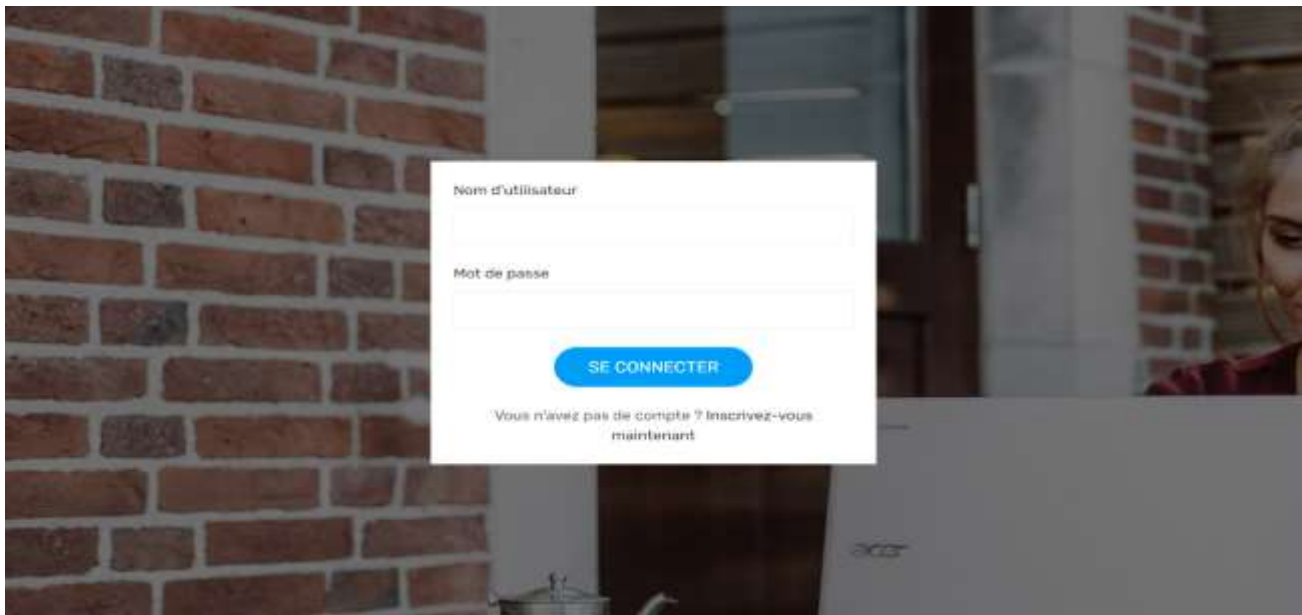 Nom d'utilisateur
Mot de passe
SE CONNECTER
Vous n'avez pas de compte ? Inscrivez-vous
maintenant
acer